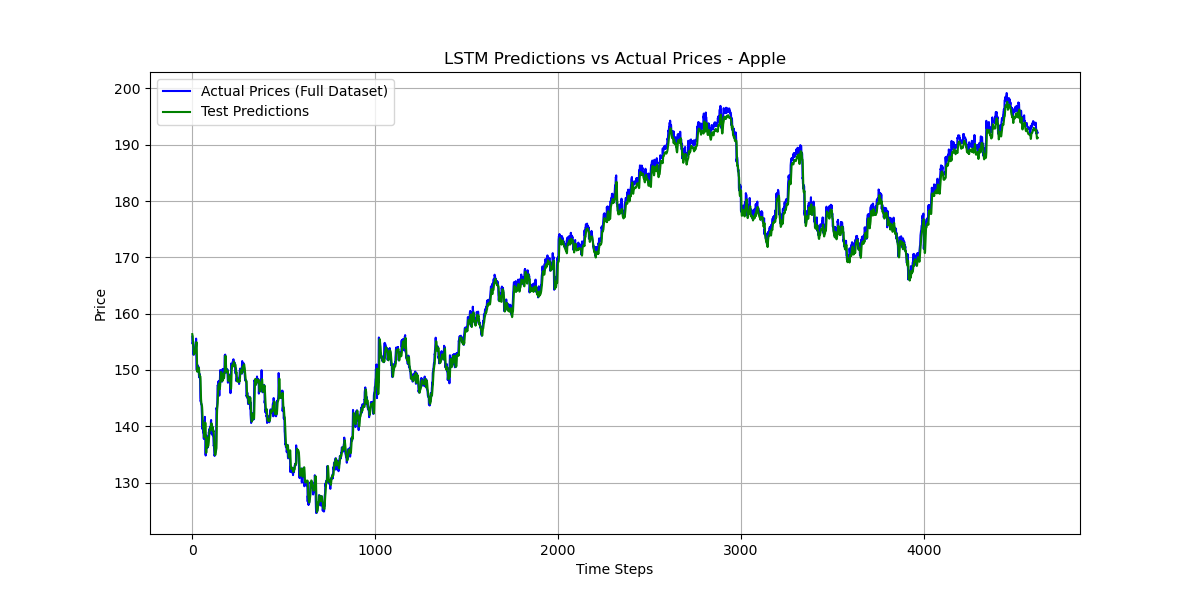 LSTM Predictions vs Actual Prices - Apple
Actual Prices (Full Dataset)
Test Predictions
200
190
180
170
160
150
140
130
Price
0 1000 2000 3000 4000
Time Steps